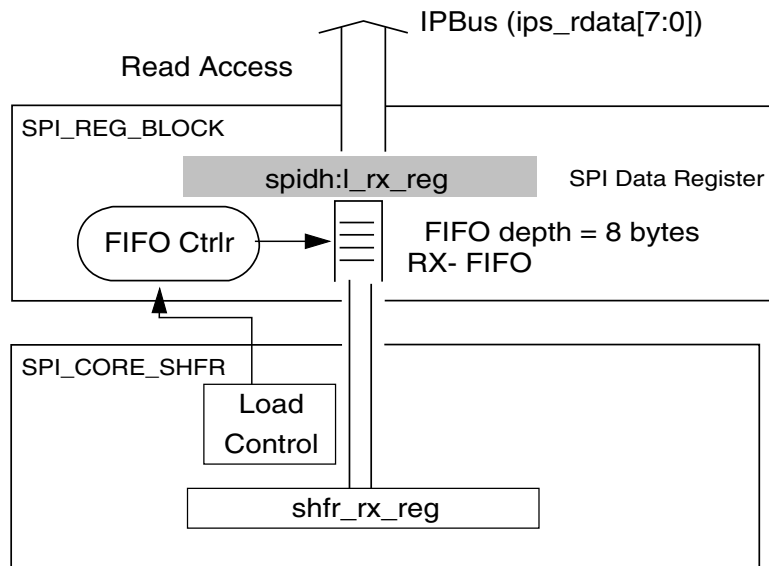 IPBus (ips_rdata[7:0])
Read Access
SPI_REG_BLOCK
spidh:l_rx_reg
SPI Data Register
FIFO Ctrlr
FIFO depth = 8 bytes
RX- FIFO
SPI_CORE_SHFR
Load
Control
shfr_rx_reg